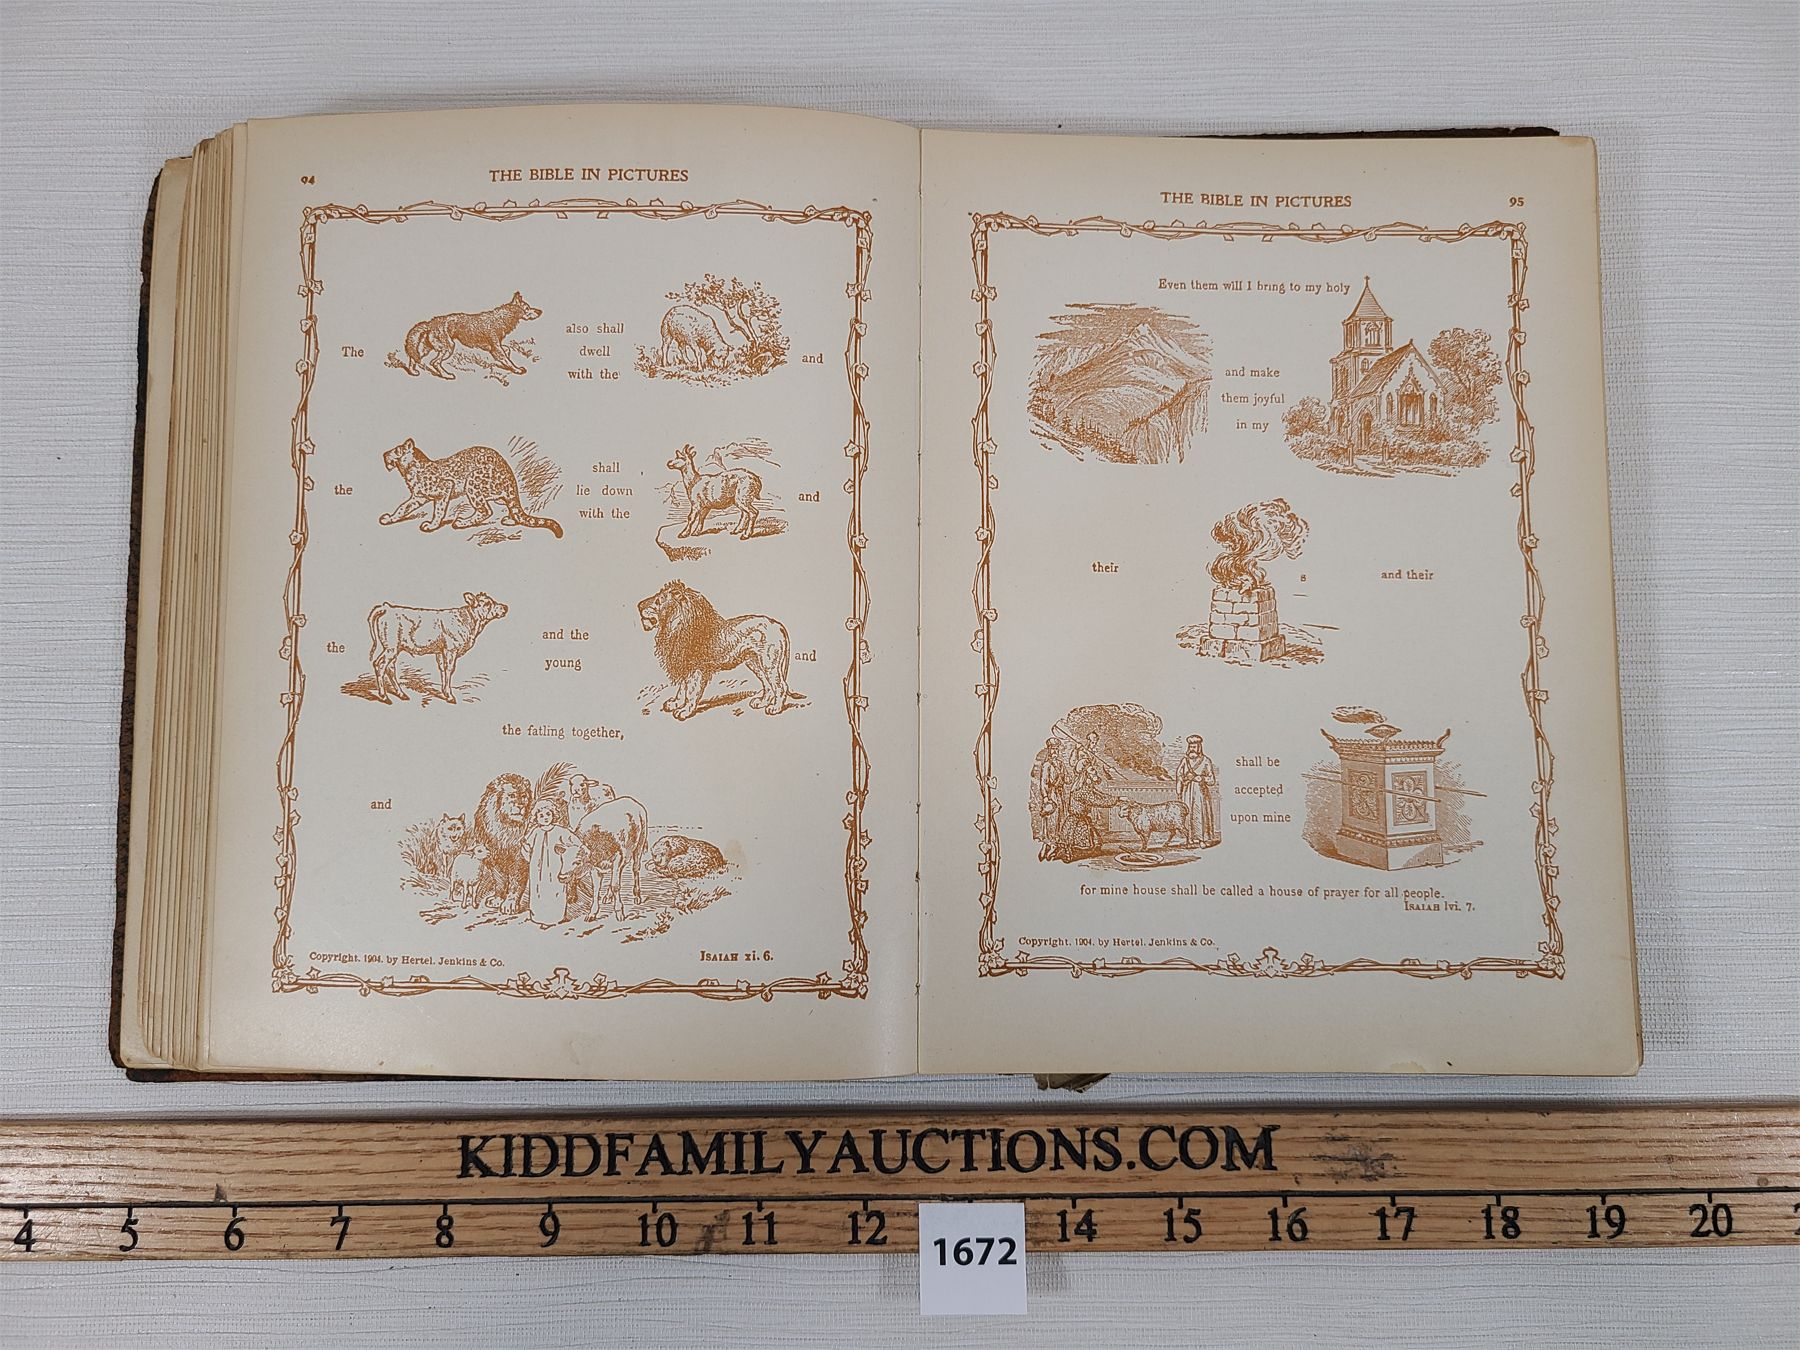 94
THE BIBLE IN PICTURES
The
also shall
dwell
with the
and
the
shall
lie down
with the
and
the
and the
young
and
the fatling together,
and
Copyright, 1904, by Hertel, Jenkins & Co.
ISAIAH xi. 6.
THE BIBLE IN PICTURES
95
Even them will I bring to my holy
and make
them joyful
in my
their
s
and their
shall be
accepted
upon mine
for mine house shall be called a house of prayer for all people.
ISAIAH lvi. 7.
Copyright, 1904, by Hertel, Jenkins & Co.
KIDDFAMILYAUCTIONS.COM
4 5 6 7 8 9 10 11 12 14 15 16 17 18 19 20
1672